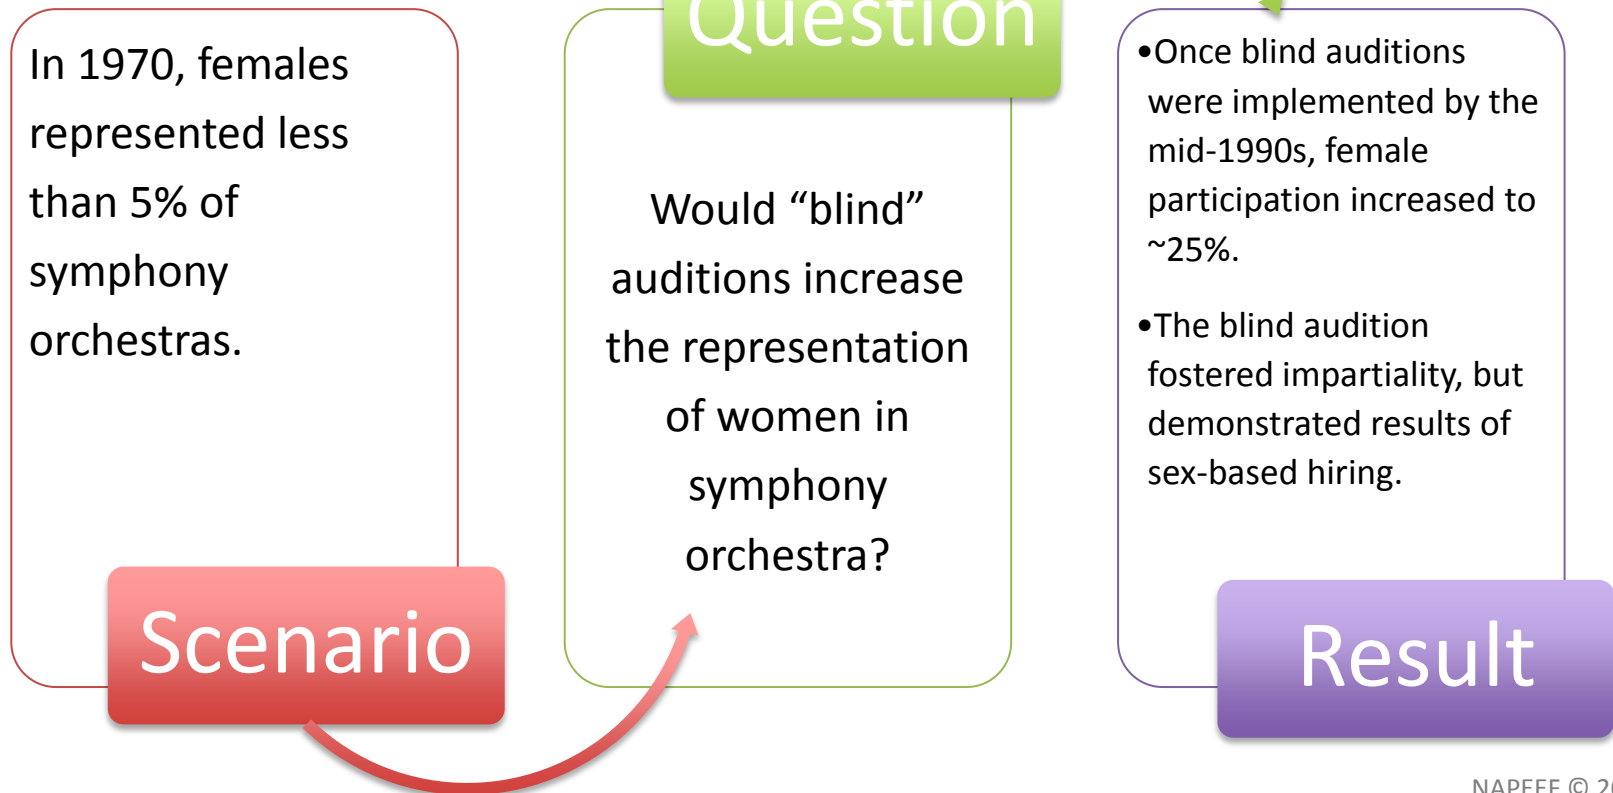 In 1970, females
represented less
than 5% of
symphony
orchestras.
Scenario
Question
Would “blind”
auditions increase
the representation
of women in
symphony
orchestra?
•Once blind auditions
were implemented by the
mid-1990s, female
participation increased to
~25%.
•The blind audition
fostered impartiality, but
demonstrated results of
sex-based hiring.
Result
©